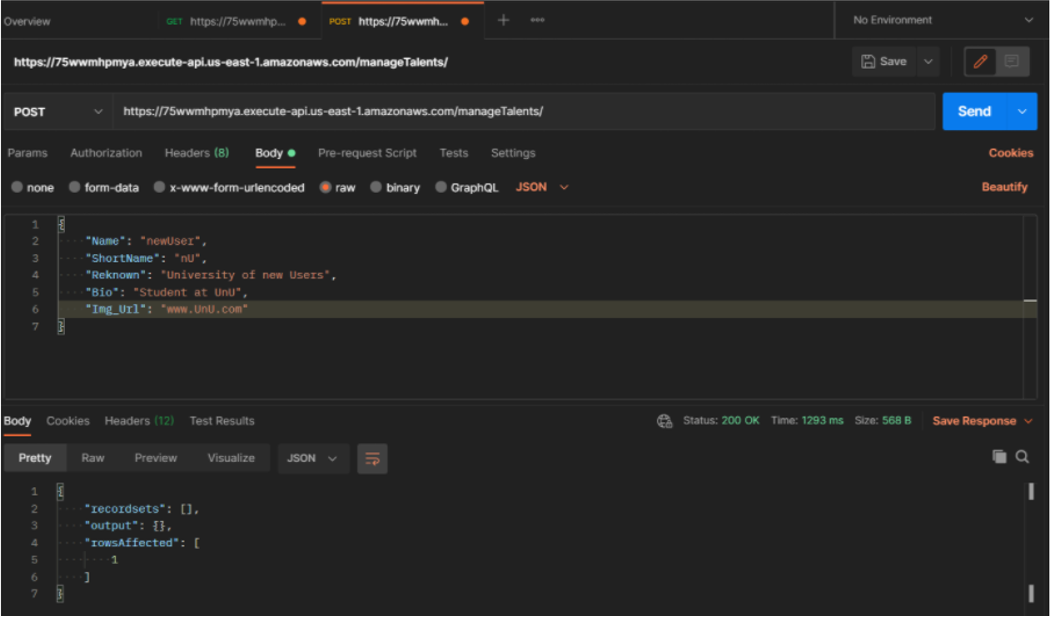 Overview GET https://75wwmhp... POST https://75wwmh... + ooo No Environment
https://75wwmhpmya.execute-api.us-east-1.amazonaws.com/manageTalents/ Save
POST https://75wwmhpmya.execute-api.us-east-1.amazonaws.com/manageTalents/ Send
Params Authorization Headers (8) Body Pre-request Script Tests Settings Cookies
none form-data x-www-form-urlencoded raw binary GraphQL JSON Beautify
1 {
2 "Name": "newUser",
3 "ShortName": "nU",
4 "Reknown": "University of new Users",
5 "Bio": "Student at UnU",
6 "Img_Url": "www.UnU.com"
7 }
Body Cookies Headers (12) Test Results Status: 200 OK Time: 1293 ms Size: 568 B Save Response
Pretty Raw Preview Visualize JSON
1 {
2 "recordsets": [],
3 "output": {},
4 "rowsAffected": [
5 1
6 ]
7 }